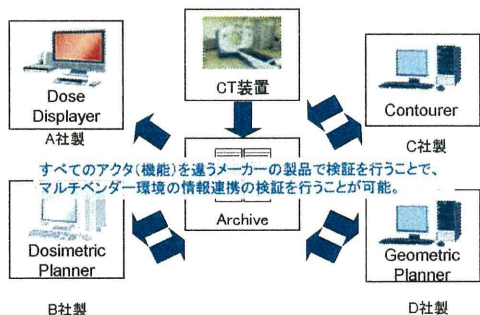 Dose
Displayer
A社製
CT装置
Contourer
C社製
すべてのアクタ(機能)を違うメーカーの製品で検証を行うことで、
マルチベンダー環境の情報連携の検証を行うことが可能。
Archive
Dosimetric
Planner
B社製
Geometric
Planner
D社製